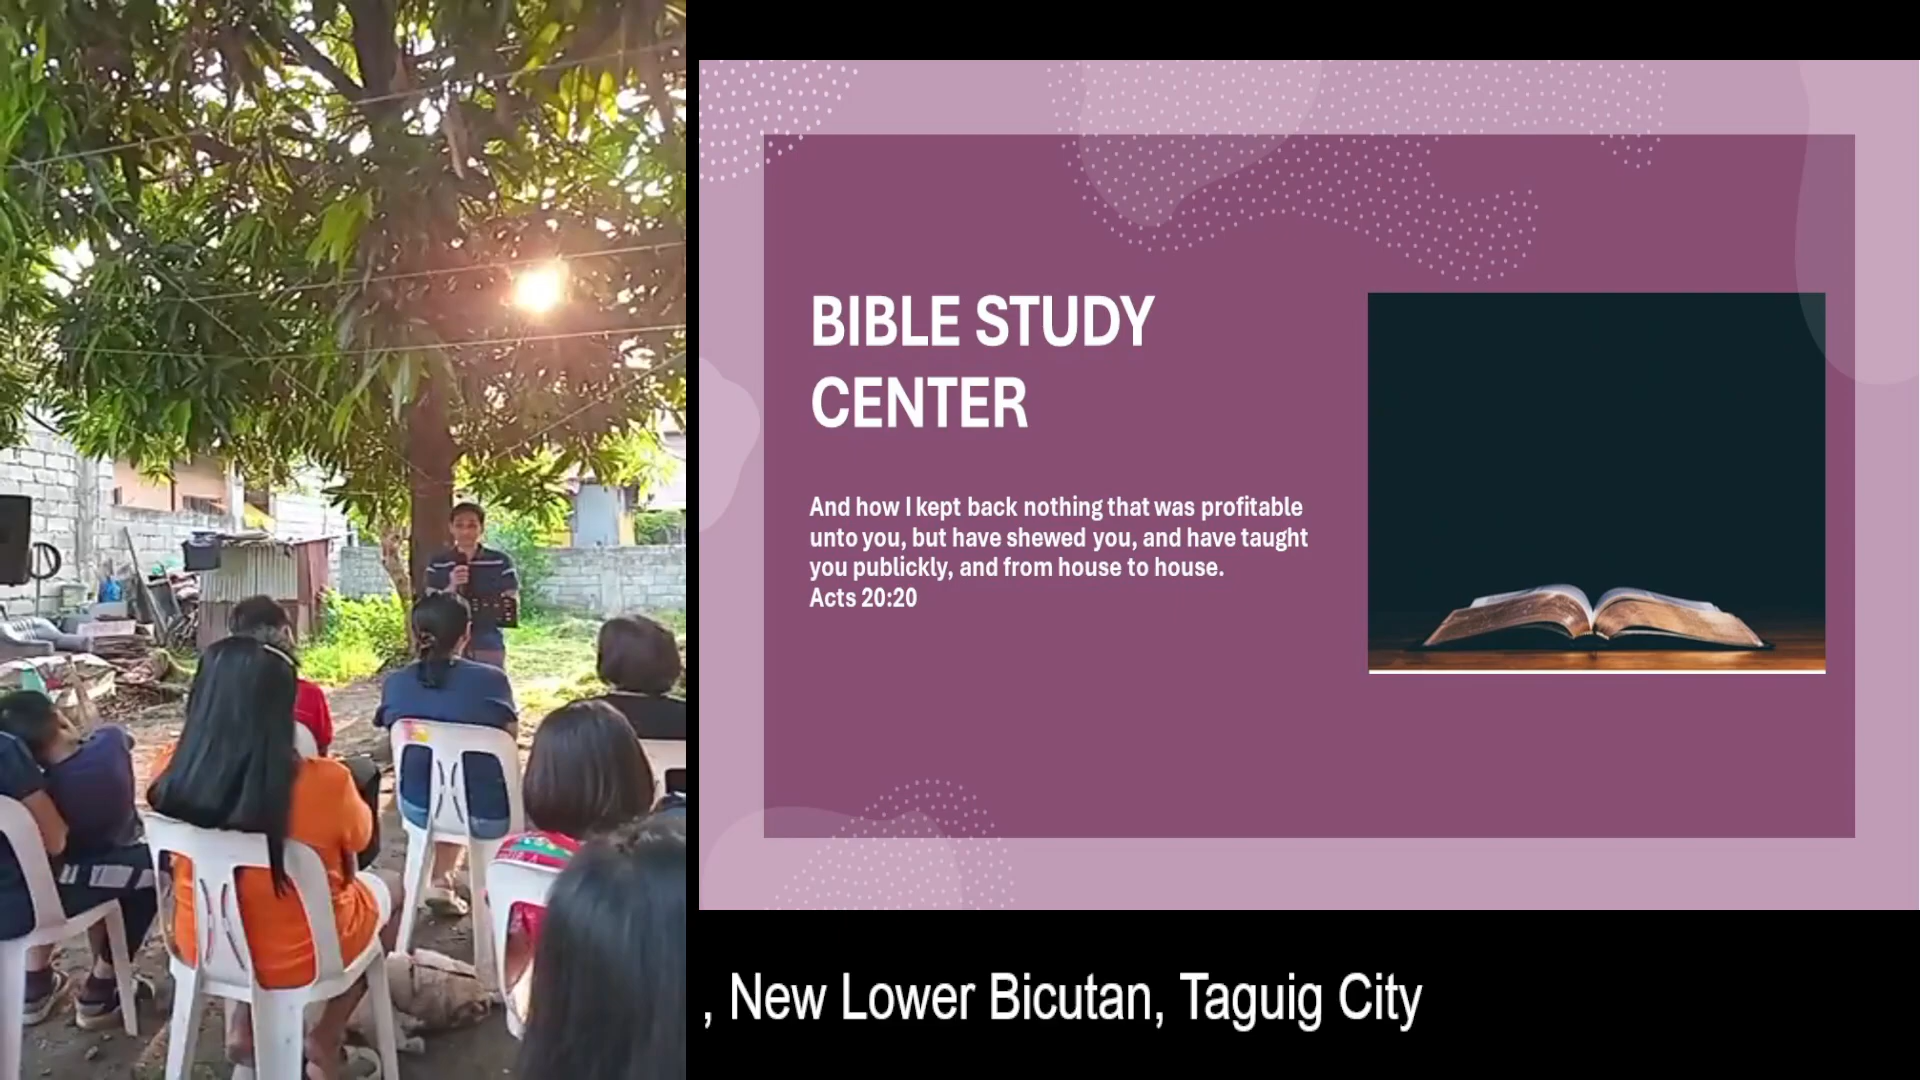 BIBLE STUDY
CENTER
And how I kept back nothing that was profitable
unto you, but have shewed you, and have taught
you publickly, and from house to house.
Acts 20:20
, New Lower Bicutan, Taguig City